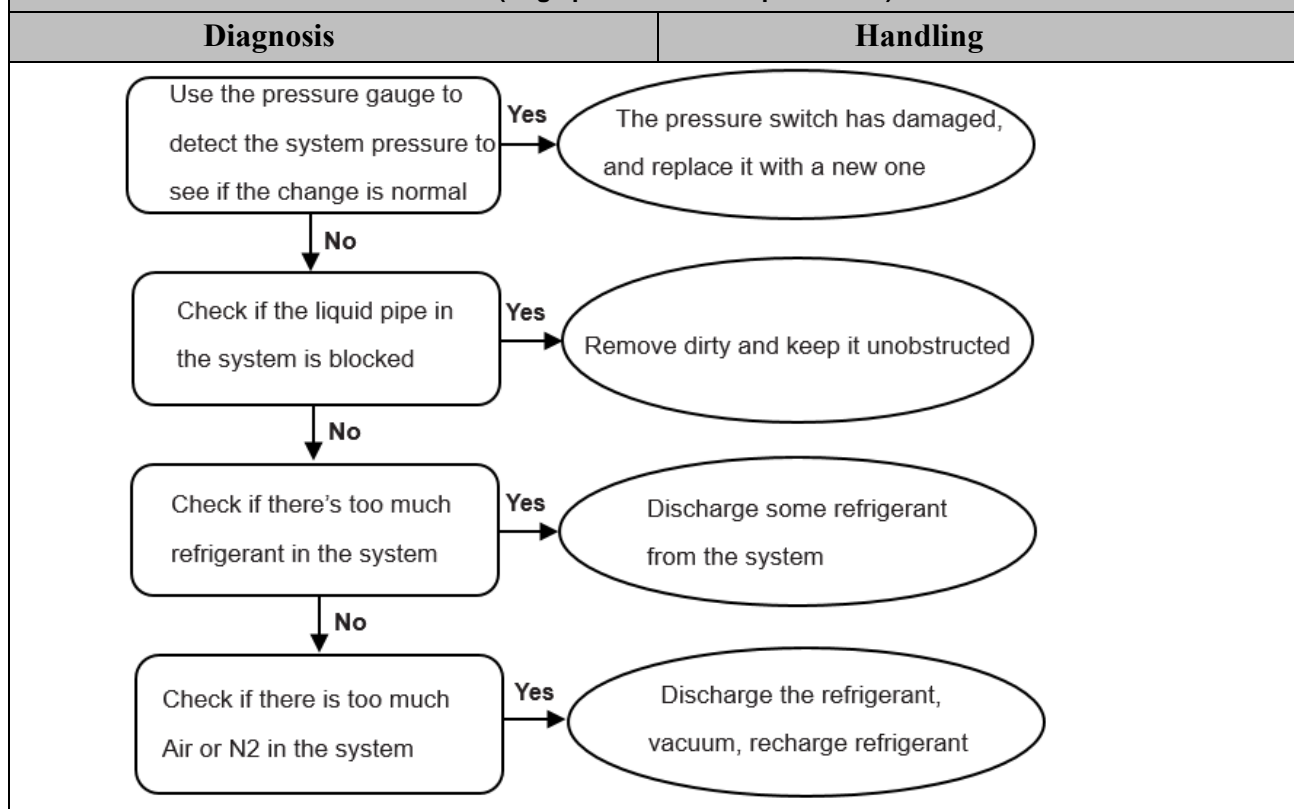 Diagnosis
Handling
Use the pressure gauge to
detect the system pressure to
see if the change is normal
Yes
The pressure switch has damaged,
and replace it with a new one
No
Check if the liquid pipe in
the system is blocked
Yes
Remove dirty and keep it unobstructed
No
Check if there’s too much
refrigerant in the system
Yes
Discharge some refrigerant
from the system
No
Check if there is too much
Air or N2 in the system
Yes
Discharge the refrigerant,
vacuum, recharge refrigerant